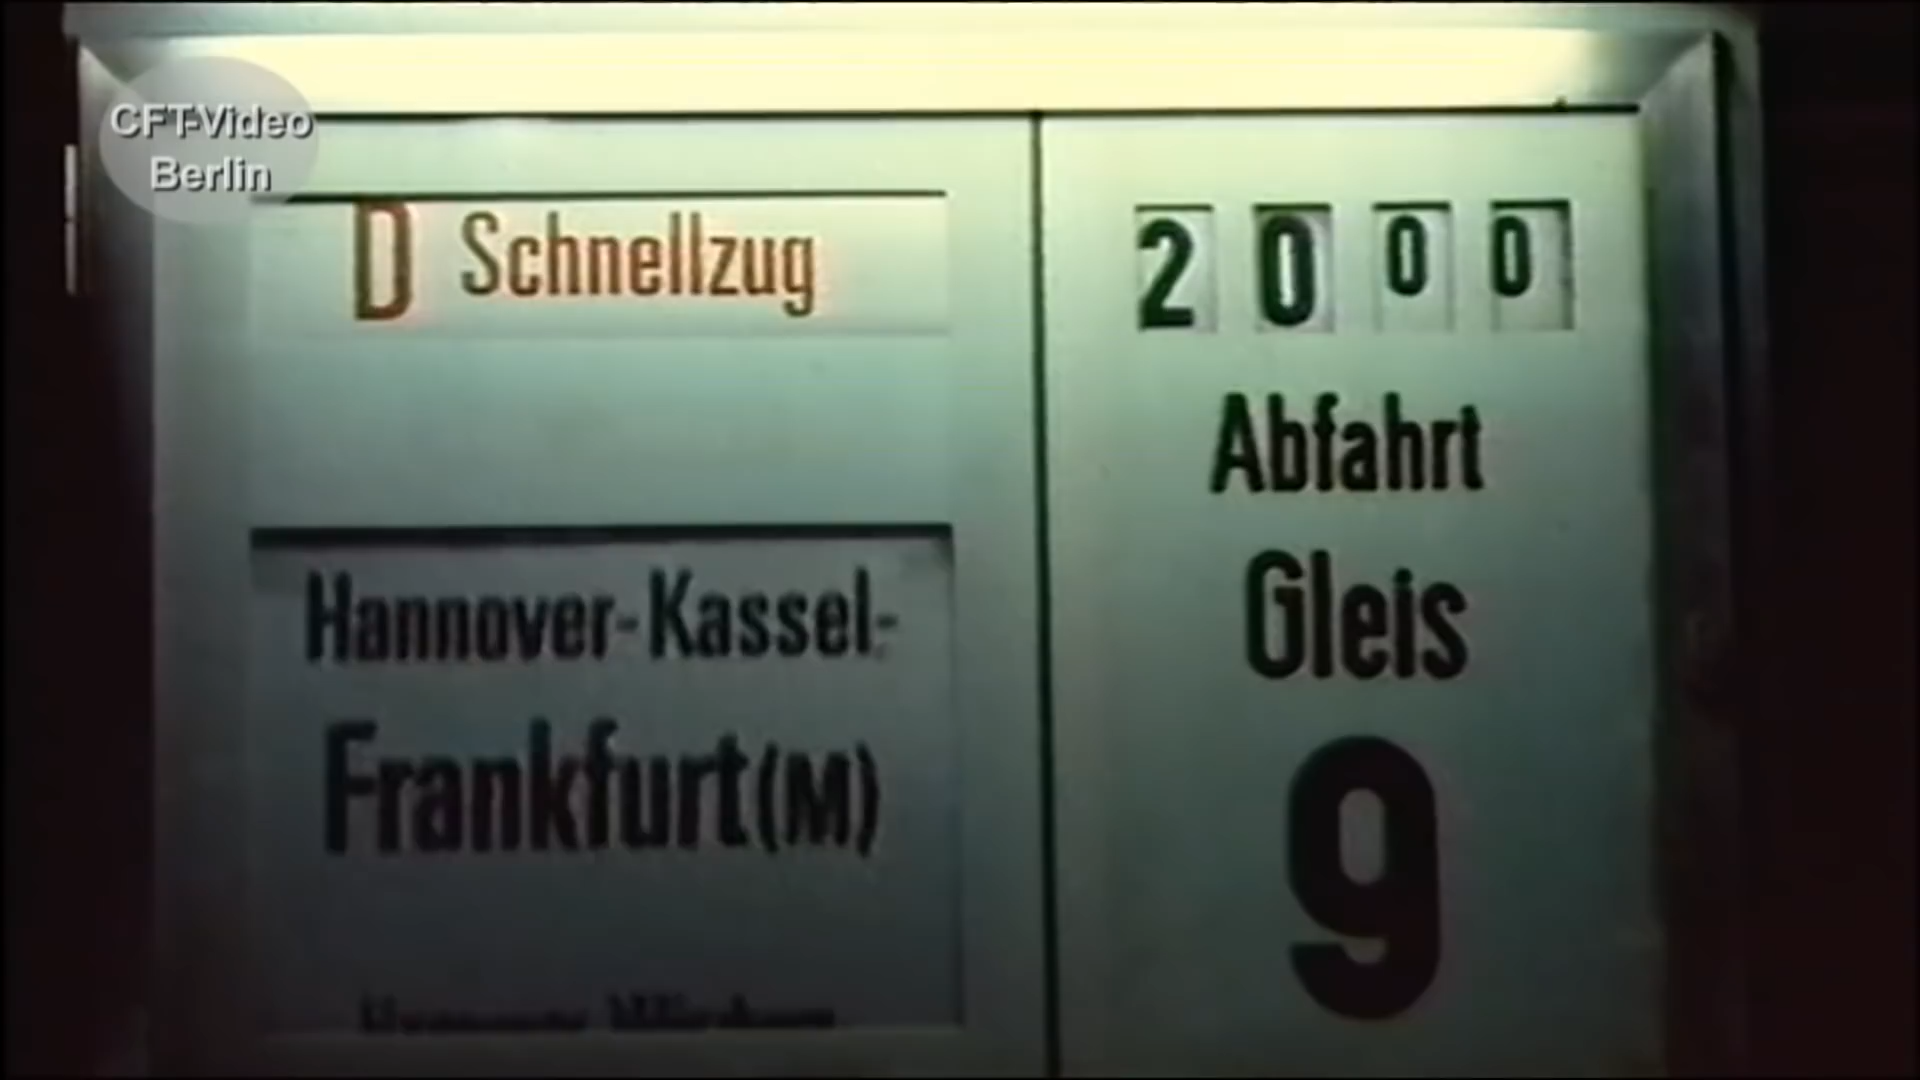 CFT-Video
Berlin
D Schnellzug
2000
Abfahrt
Gleis
9
Hannover-Kassel-
Frankfurt(M)